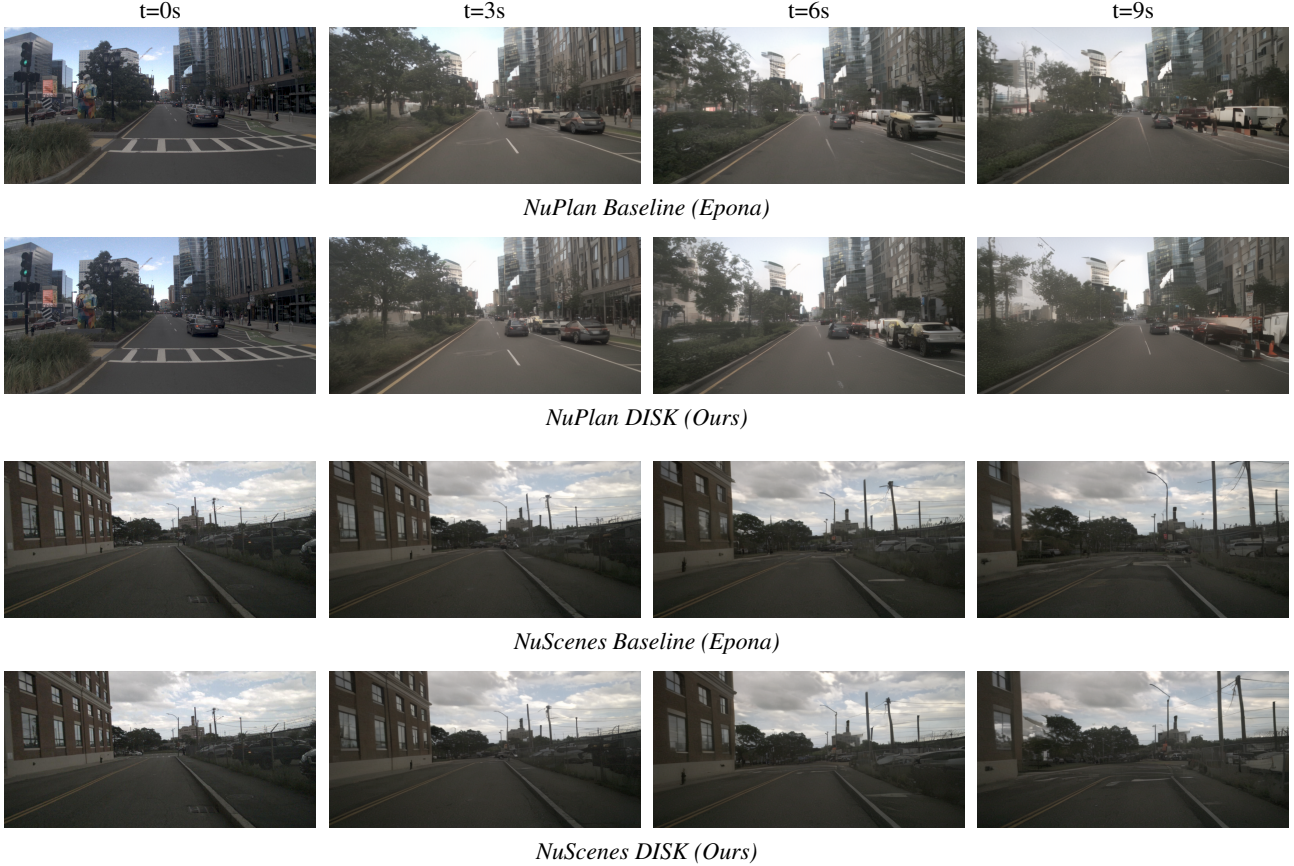 t=0s t=3s t=6s t=9s
NuPlan Baseline (Epona)
NuPlan DISK (Ours)
NuScenes Baseline (Epona)
NuScenes DISK (Ours)